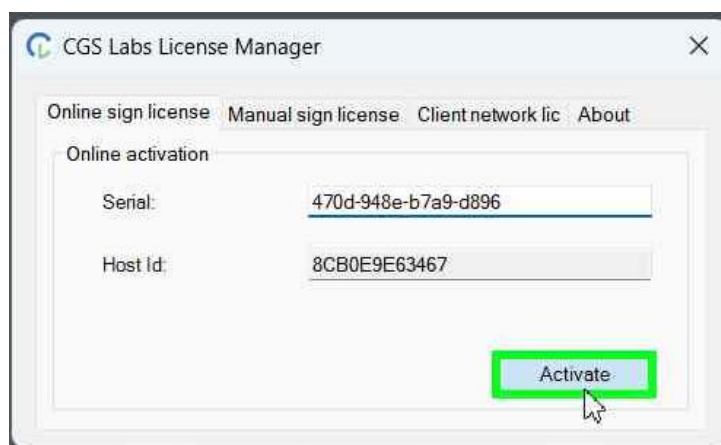 CGS Labs License Manager
Online sign license Manual sign license Client network lic About
Online activation
Serial: 470d-948e-b7a9-d896
Host Id: 8CB0E9E63467
Activate